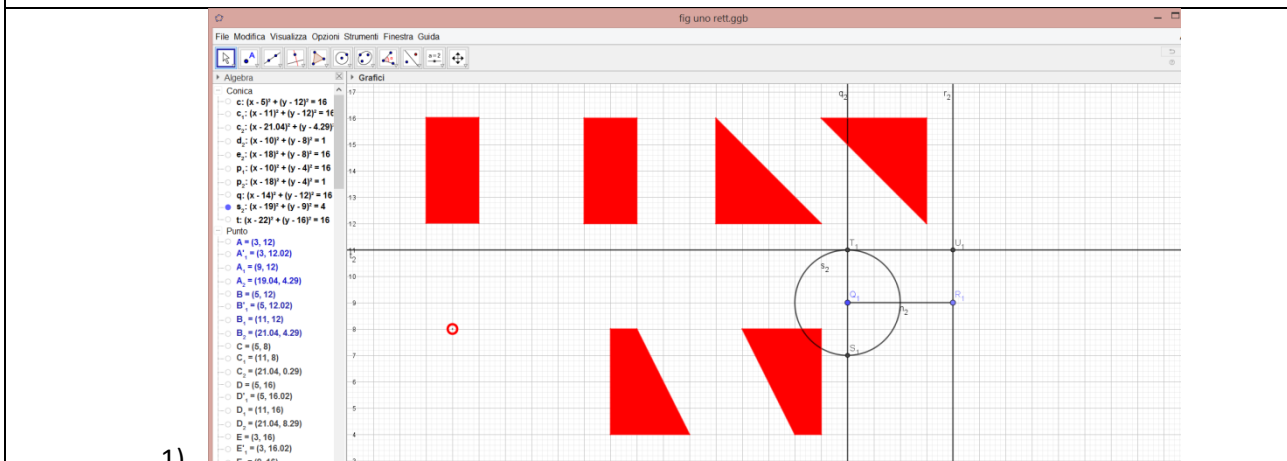 fig uno rett.ggb
File Modifica Visualizza Opzioni Strumenti Finestra Guida
a=2
Algebra
Grafici
Conica
c: (x - 5)² + (y - 12)² = 16
c₁: (x - 11)² + (y - 12)² = 16
c₂: (x - 21.04)² + (y - 4.29)²
d₂: (x - 10)² + (y - 8)² = 1
e₂: (x - 18)² + (y - 8)² = 16
p₁: (x - 10)² + (y - 4)² = 16
p₂: (x - 18)² + (y - 4)² = 1
q: (x - 14)² + (y - 12)² = 16
s₂: (x - 19)² + (y - 9)² = 4
t: (x - 22)² + (y - 16)² = 16
Punto
A = (3, 12)
A'₁ = (3, 12.02)
A₁ = (9, 12)
A₂ = (19.04, 4.29)
B = (5, 12)
B'₁ = (5, 12.02)
B₁ = (11, 12)
B₂ = (21.04, 4.29)
C = (5, 8)
C₁ = (11, 8)
C₂ = (21.04, 0.29)
D = (5, 16)
D'₁ = (5, 16.02)
D₁ = (11, 16)
D₂ = (21.04, 8.29)
E = (3, 16)
E'₁ = (3, 16.02)
17
16
15
14
13
12
11
10
9
8
7
6
5
4
3
q₂
r₂
t₂
T₁
U₁
s₂
Q₁
R₁
n₂
S₁
1)